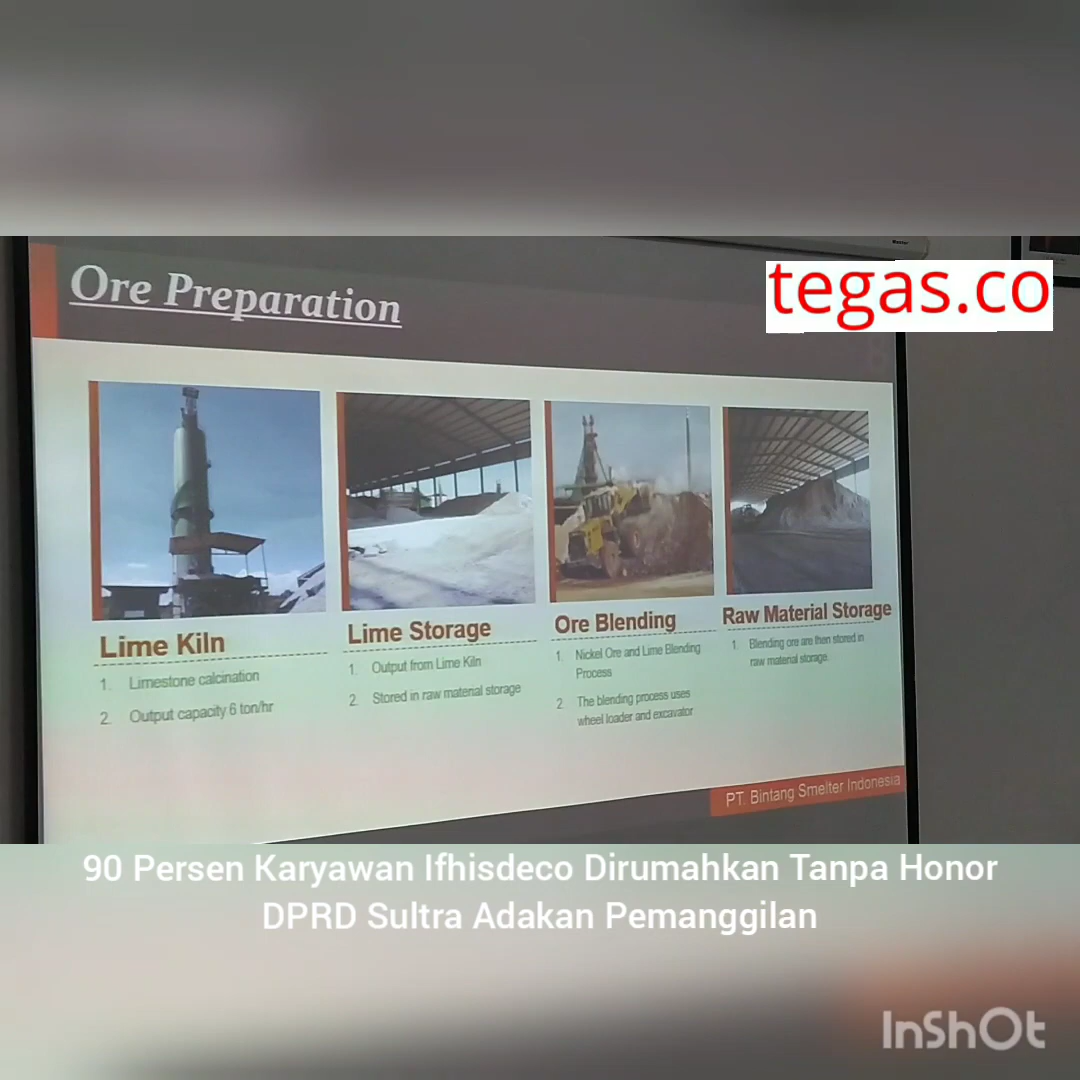 Ore Preparation
tegas.co
Lime Kiln
1. Limestone calcination
2. Output capacity 6 ton/hr
Lime Storage
1. Output from Lime Kiln
2. Stored in raw material storage
Ore Blending
1. Nickel Ore and Lime Blending
Process
2. The blending process uses
wheel loader and excavator
Raw Material Storage
1. Blending ore are then stored in
raw material storage.
PT. Bintang Smelter Indonesia
90 Persen Karyawan Ifhisdeco Dirumahkan Tanpa Honor
DPRD Sultra Adakan Pemanggilan
InShOt